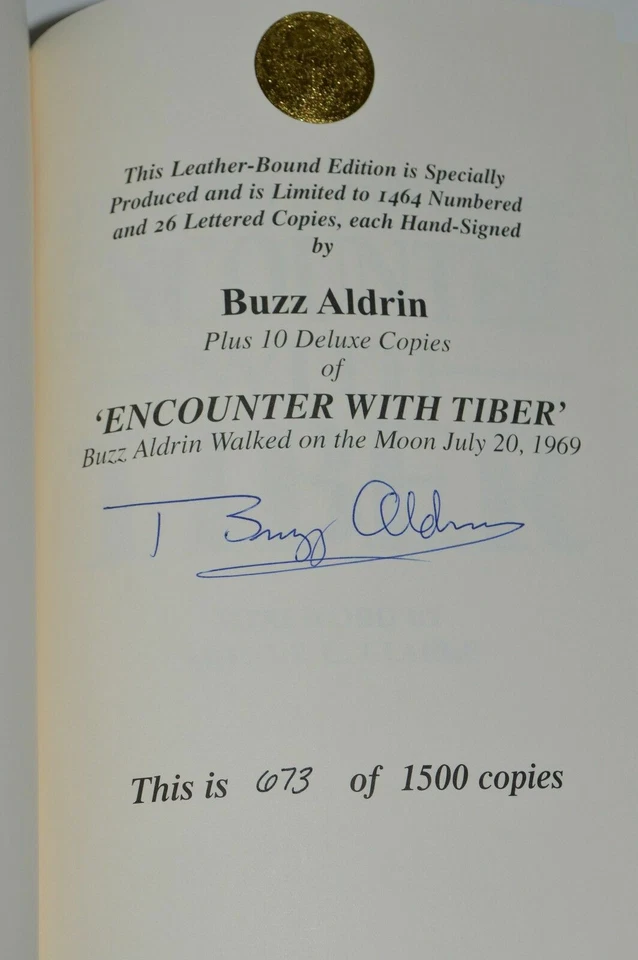 This Leather-Bound Edition is Specially
Produced and is Limited to 1464 Numbered
and 26 Lettered Copies, each Hand-Signed
by
Buzz Aldrin
Plus 10 Deluxe Copies
of
'ENCOUNTER WITH TIBER'
Buzz Aldrin Walked on the Moon July 20, 1969
Buzz Aldrin
This is 673 of 1500 copies